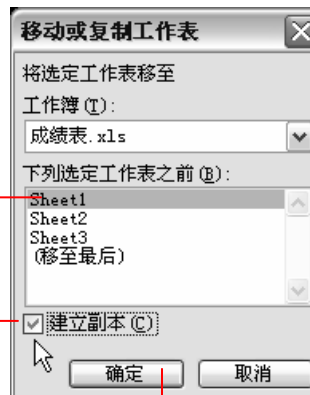 移动或复制工作表
将选定工作表移至
工作簿(T):
成绩表.xls
下列选定工作表之前(B):
Sheet1
Sheet2
Sheet3
(移至最后)
建立副本(C)
确定 取消